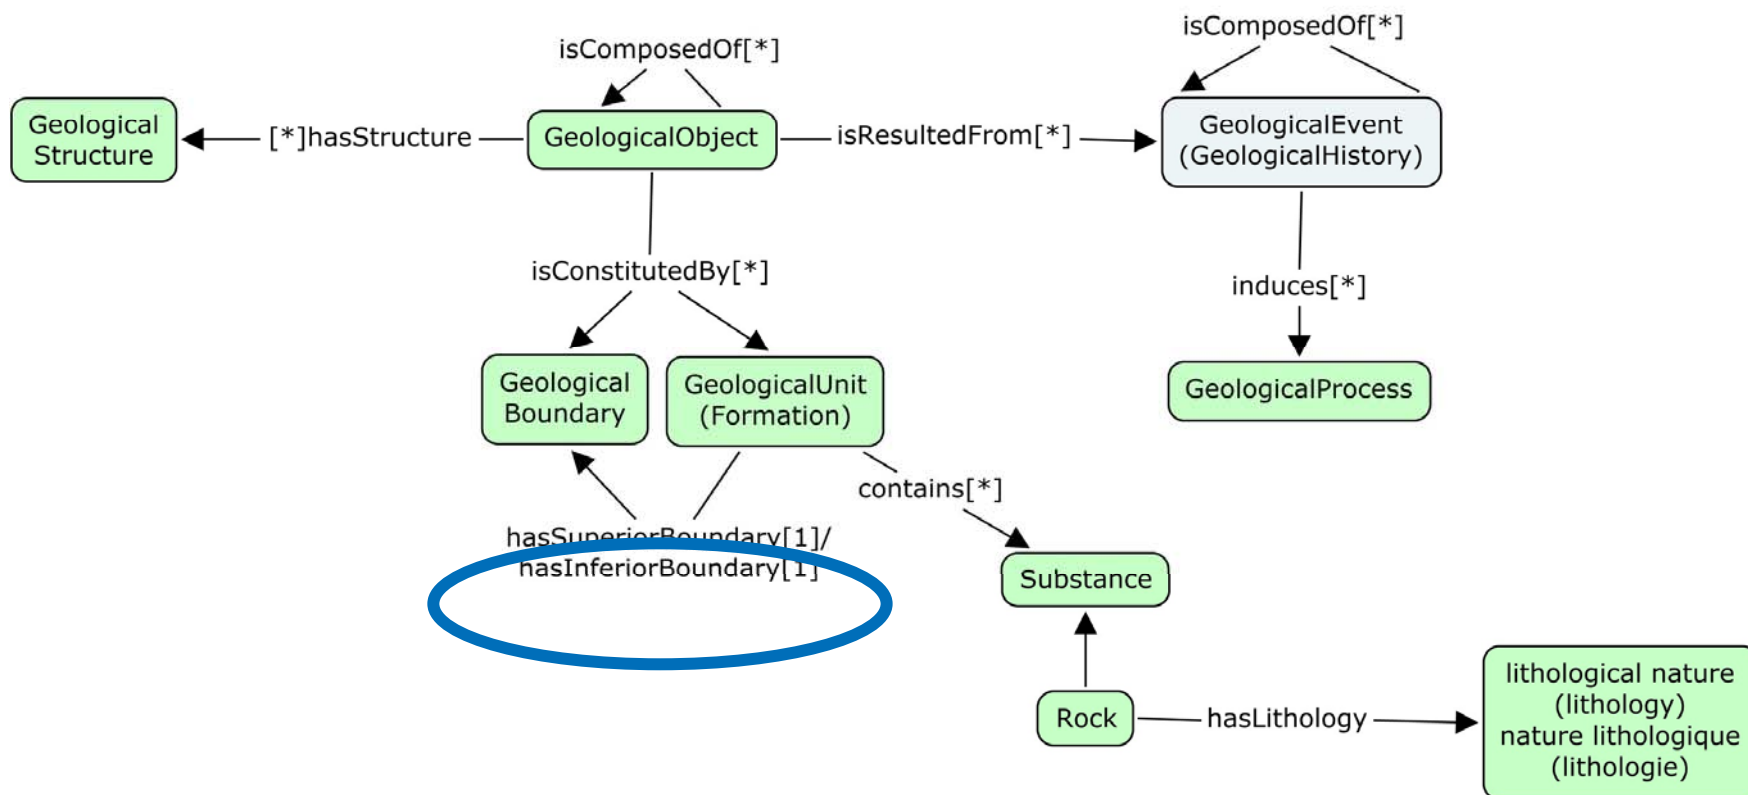 isComposedOf[*]
isComposedOf[*]
Geological
Structure
[*]hasStructure
GeologicalObject
isResultedFrom[*]
GeologicalEvent
(GeologicalHistory)
isConstitutedBy[*]
induces[*]
Geological
Boundary
GeologicalUnit
(Formation)
GeologicalProcess
contains[*]
hasSuperiorBoundary[1]/
hasInferiorBoundary[1]
Substance
Rock
hasLithology
lithological nature
(lithology)
nature lithologique
(lithologie)